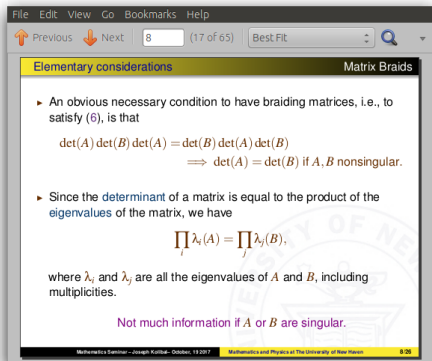 File Edit View Go Bookmarks Help
Previous Next 8 (17 of 65) Best Fit
Elementary considerations Matrix Braids
► An obvious necessary condition to have braiding matrices, i.e., to
satisfy (6), is that
det(A) det(B) det(A) = det(B) det(A) det(B)
⟹ det(A) = det(B) if A, B nonsingular.
► Since the determinant of a matrix is equal to the product of the
eigenvalues of the matrix, we have
∏ᵢ λᵢ(A) = ∏ⱼ λⱼ(B),
where λᵢ and λⱼ are all the eigenvalues of A and B, including
multiplicities.
Not much information if A or B are singular.
Mathematics Seminar – Joseph Kolibal– October, 13 2017 Mathematics and Physics at The University of New Haven 8/26